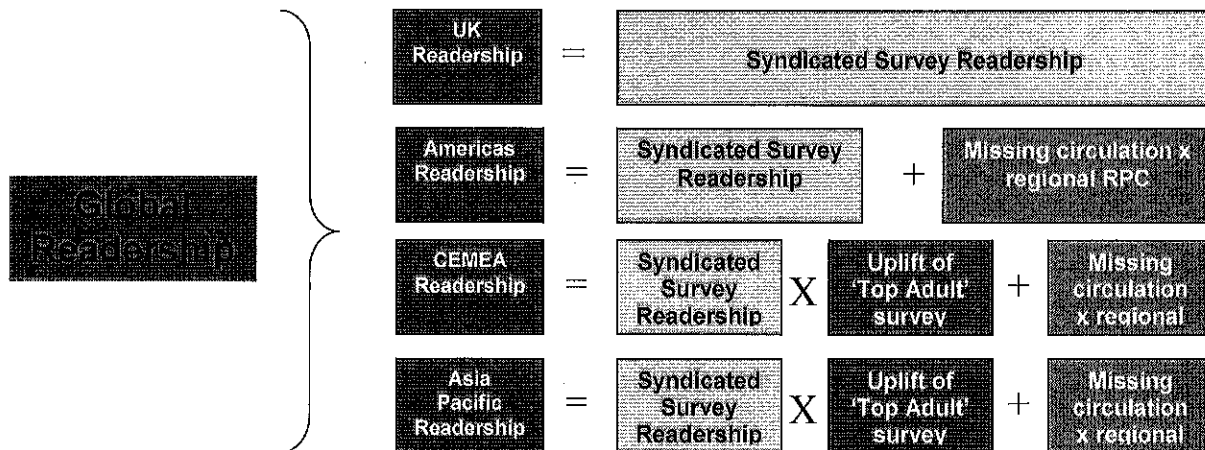 Global
Readership
UK
Readership
=
Syndicated Survey Readership
Americas
Readership
=
Syndicated Survey
Readership
+
Missing circulation x
regional RPC
CEMEA
Readership
=
Syndicated
Survey
Readership
X
Uplift of
'Top Adult'
survey
+
Missing
circulation
x regional
Asia
Pacific
Readership
=
Syndicated
Survey
Readership
X
Uplift of
'Top Adult'
survey
+
Missing
circulation
x regional